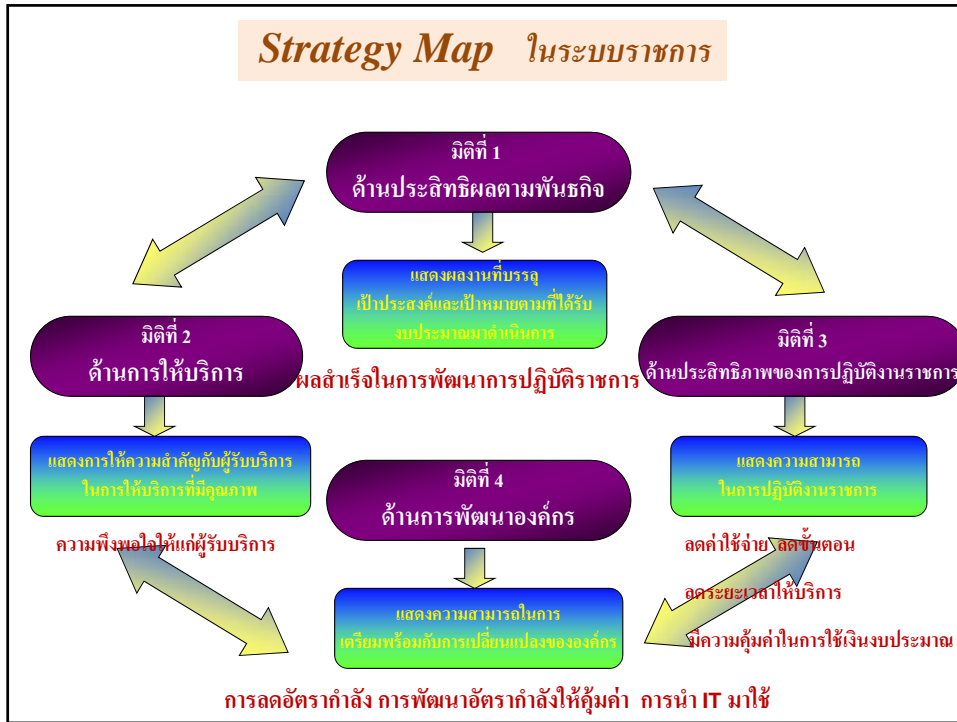 Strategy Map ในระบบราชการ
มิติที่ 1
ด้านประสิทธิผลตามพันธกิจ
แสดงผลงานที่บรรลุ
เป้าประสงค์และเป้าหมายตามที่ได้รับ
งบประมาณมาดำเนินการ
ผลสำเร็จในการพัฒนาการปฏิบัติราชการ
มิติที่ 2
ด้านการให้บริการ
แสดงการให้ความสำคัญกับผู้รับบริการ
ในการให้บริการที่มีคุณภาพ
ความพึงพอใจให้แก่ผู้รับบริการ
มิติที่ 3
ด้านประสิทธิภาพของการปฏิบัติงานราชการ
แสดงความสามารถ
ในการปฏิบัติงานราชการ
ลดค่าใช้จ่าย ลดขั้นตอน
ลดระยะเวลาให้บริการ
มีความคุ้มค่าในการใช้เงินงบประมาณ
มิติที่ 4
ด้านการพัฒนาองค์กร
แสดงความสามารถในการ
เตรียมพร้อมกับการเปลี่ยนแปลงขององค์กร
การลดอัตรากำลัง การพัฒนาอัตรากำลังให้คุ้มค่า การนำ IT มาใช้